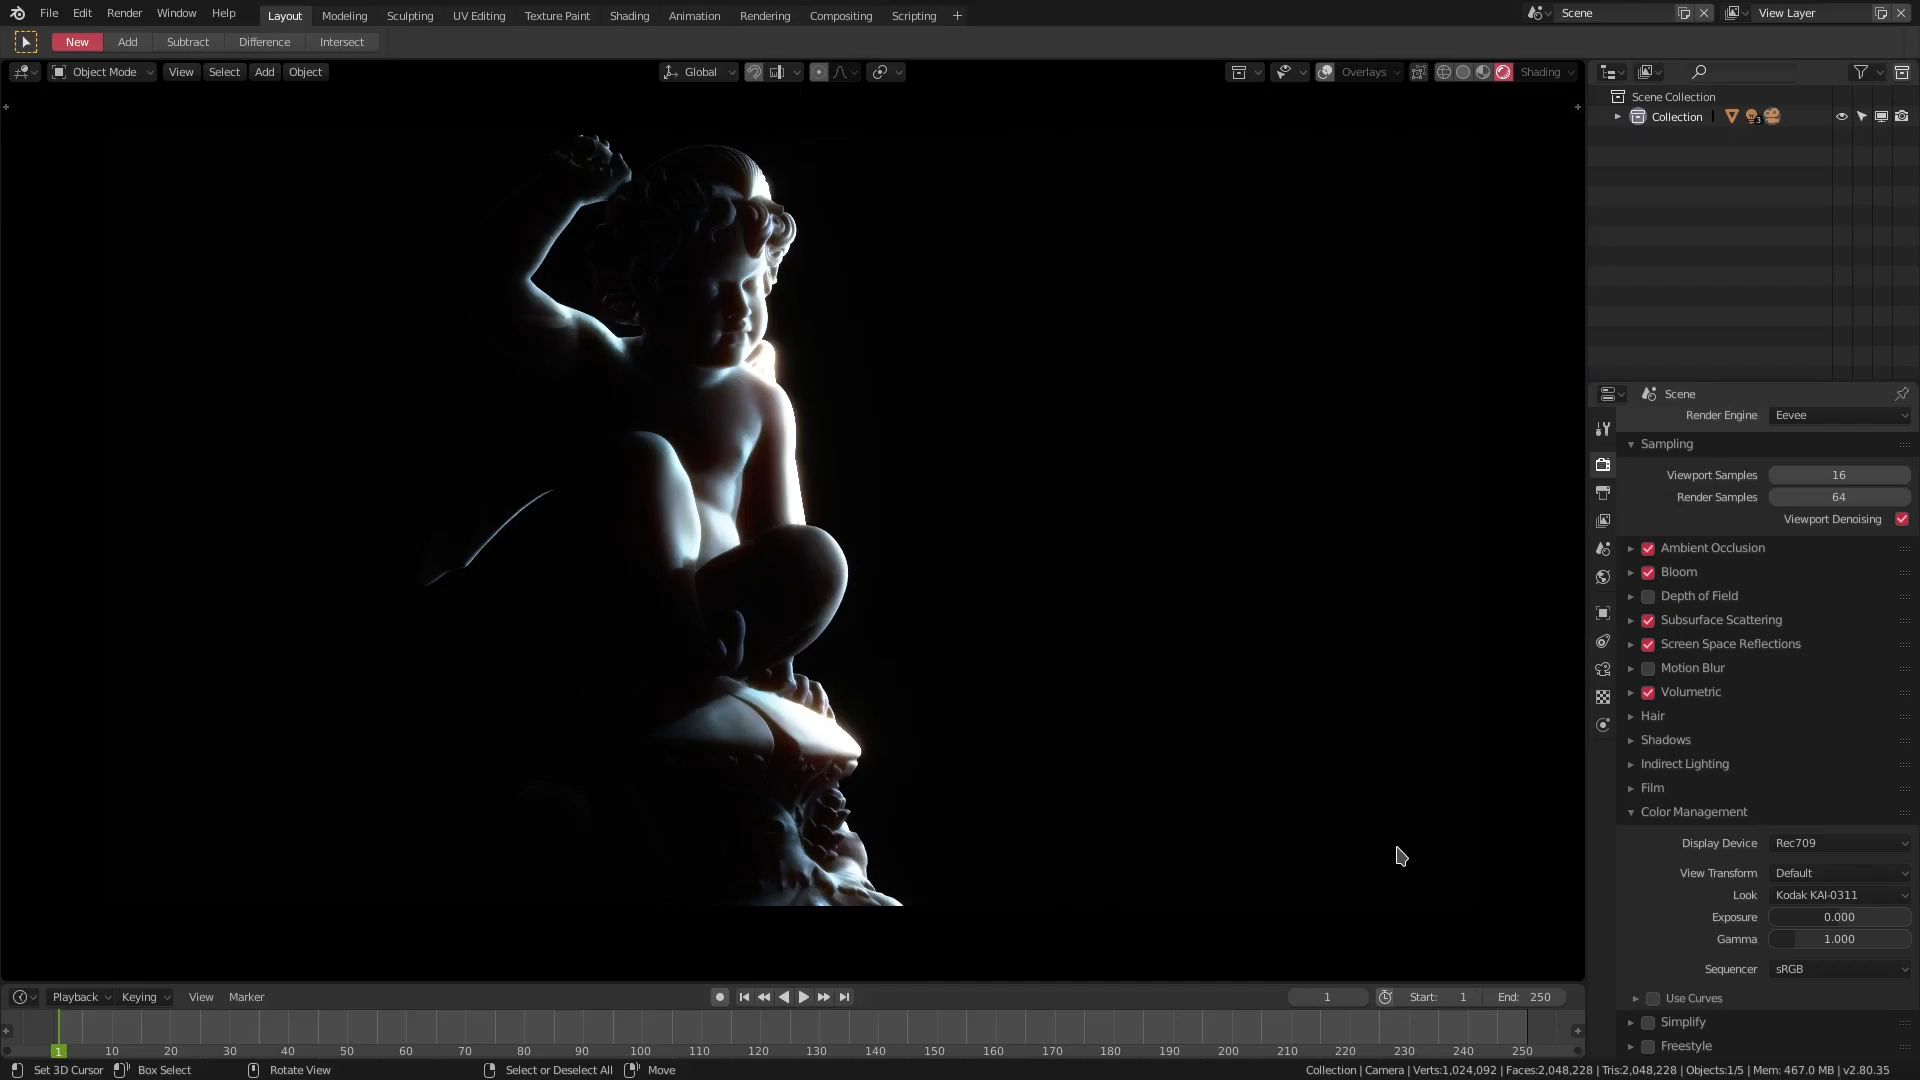 File Edit Render Window Help Layout Modeling Sculpting UV Editing Texture Paint Shading Animation Rendering Compositing Scripting + Scene View Layer
New Add Subtract Difference Intersect
Object Mode View Select Add Object Global Overlays Shading
Scene Collection
Collection 3
Scene
Render Engine Eevee
Sampling
Viewport Samples 16
Render Samples 64
Viewport Denoising
Ambient Occlusion
Bloom
Depth of Field
Subsurface Scattering
Screen Space Reflections
Motion Blur
Volumetric
Hair
Shadows
Indirect Lighting
Film
Color Management
Display Device Rec709
View Transform Default
Look Kodak KAI-0311
Exposure 0.000
Gamma 1.000
Sequencer sRGB
Use Curves
Simplify
Freestyle
Playback Keying View Marker 1 Start: 1 End: 250
1 10 20 30 40 50 60 70 80 90 100 110 120 130 140 150 160 170 180 190 200 210 220 230 240 250
Set 3D Cursor Box Select Rotate View Select or Deselect All Move Collection | Camera | Verts:1,024,092 | Faces:2,048,228 | Tris:2,048,228 | Objects:1/5 | Mem: 467.0 MB | v2.80.35